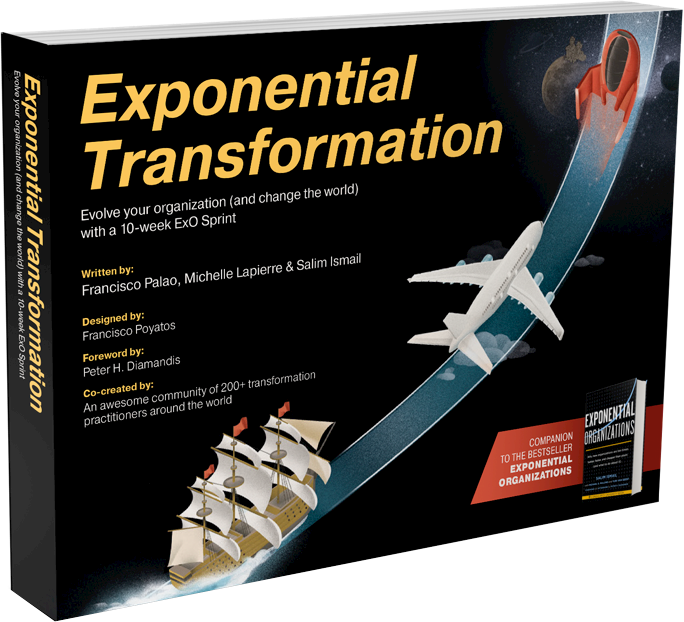 Exponential
Transformation
Evolve your organization (and change the world)
with a 10-week ExO Sprint
Written by:
Francisco Palao, Michelle Lapierre & Salim Ismail
Designed by:
Francisco Poyatos
Foreword by:
Peter H. Diamandis
Co-created by:
An awesome community of 200+ transformation
practitioners around the world
COMPANION
TO THE BESTSELLER
EXPONENTIAL
ORGANIZATIONS
EXPONENTIAL
ORGANIZATIONS
SALIM ISMAIL
Exponential Transformation
Evolve your organization (and change the world) with a 10-week ExO Sprint